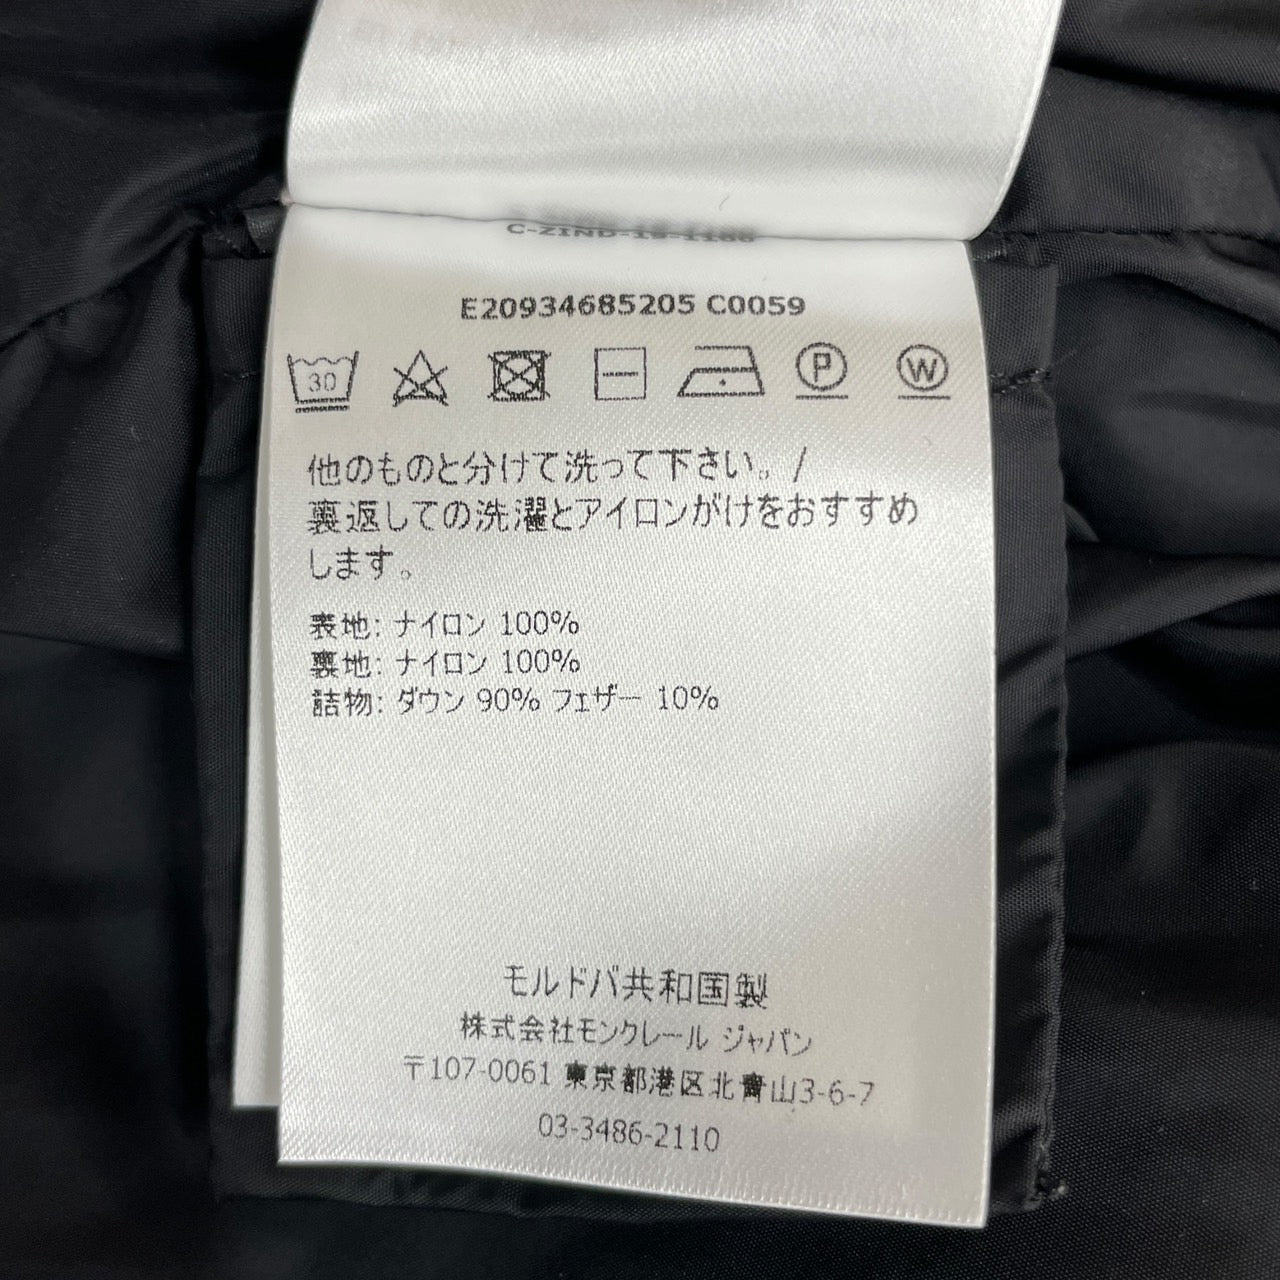 E20934685205 C0059
30
P
W
他のものと分けて洗って下さい。/
裏返しての洗濯とアイロンがけをおすすめ
します。
表地: ナイロン 100%
裏地: ナイロン 100%
詰物: ダウン 90% フェザー 10%
モルドバ共和国製
株式会社モンクレール ジャパン
〒107-0061 東京都港区北青山3-6-7
03-3486-2110